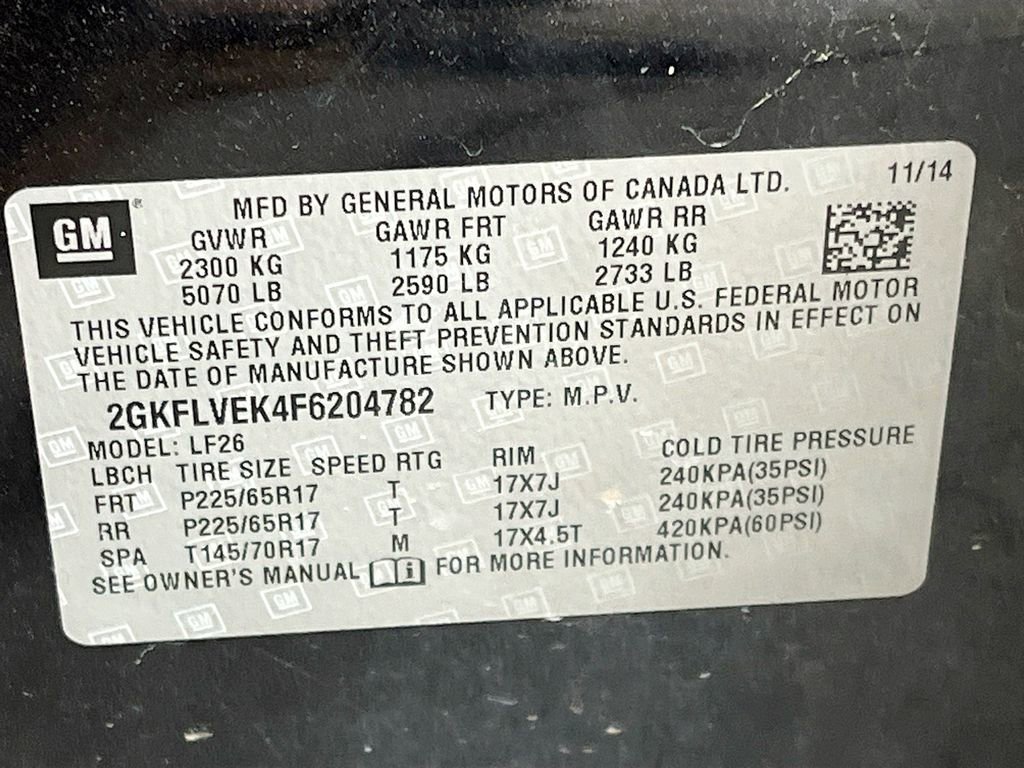 11/14
GM
MFD BY GENERAL MOTORS OF CANADA LTD.
GVWR GAWR FRT GAWR RR
2300 KG 1175 KG 1240 KG
5070 LB 2590 LB 2733 LB
THIS VEHICLE CONFORMS TO ALL APPLICABLE U.S. FEDERAL MOTOR
VEHICLE SAFETY AND THEFT PREVENTION STANDARDS IN EFFECT ON
THE DATE OF MANUFACTURE SHOWN ABOVE.
2GKFLVEK4F6204782 TYPE: M.P.V.
MODEL: LF26
LBCH TIRE SIZE SPEED RTG RIM COLD TIRE PRESSURE
FRT P225/65R17 T 17X7J 240KPA(35PSI)
RR P225/65R17 T 17X7J 240KPA(35PSI)
SPA T145/70R17 M 17X4.5T 420KPA(60PSI)
SEE OWNER'S MANUAL i FOR MORE INFORMATION.